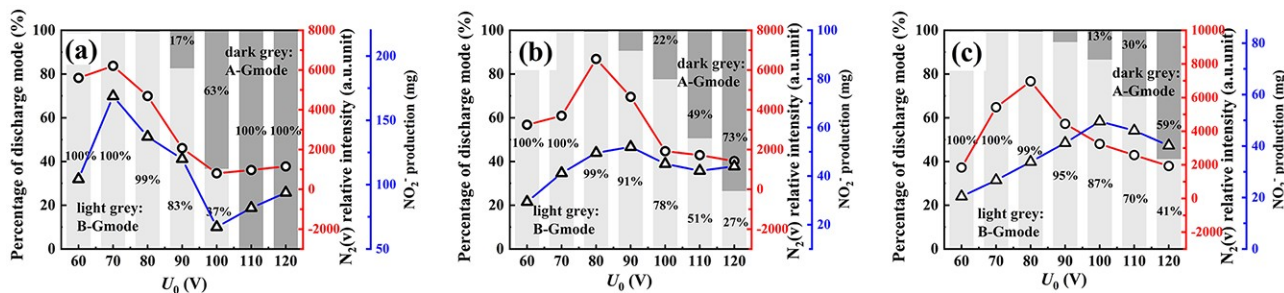 (a)
Percentage of discharge mode (%)
100
80
60
40
20
0
17%
dark grey:
A-Gmode
63%
100%
100%
100%
100%
99%
83%
37%
light grey:
B-Gmode
60 70 80 90 100 110 120
U0 (V)
8000
6000
4000
2000
0
-2000
N2(v) relative intensity (a.u.unit)
200
150
100
50
NO2- production (mg)
(b)
Percentage of discharge mode (%)
100
80
60
40
20
0
22%
dark grey:
A-Gmode
49%
73%
100%
100%
99%
91%
78%
51%
27%
light grey:
B-Gmode
60 70 80 90 100 110 120
U0 (V)
8000
6000
4000
2000
0
-2000
N2(v) relative intensity (a.u.unit)
100
80
60
40
20
NO2- production (mg)
(c)
Percentage of discharge mode (%)
100
80
60
40
20
0
13%
30%
dark grey:
A-Gmode
59%
100%
100%
99%
95%
87%
70%
41%
light grey:
B-Gmode
60 70 80 90 100 110 120
U0 (V)
10000
8000
6000
4000
2000
0
-2000
N2(v) relative intensity (a.u.unit)
80
60
40
20
0
NO2- production (mg)